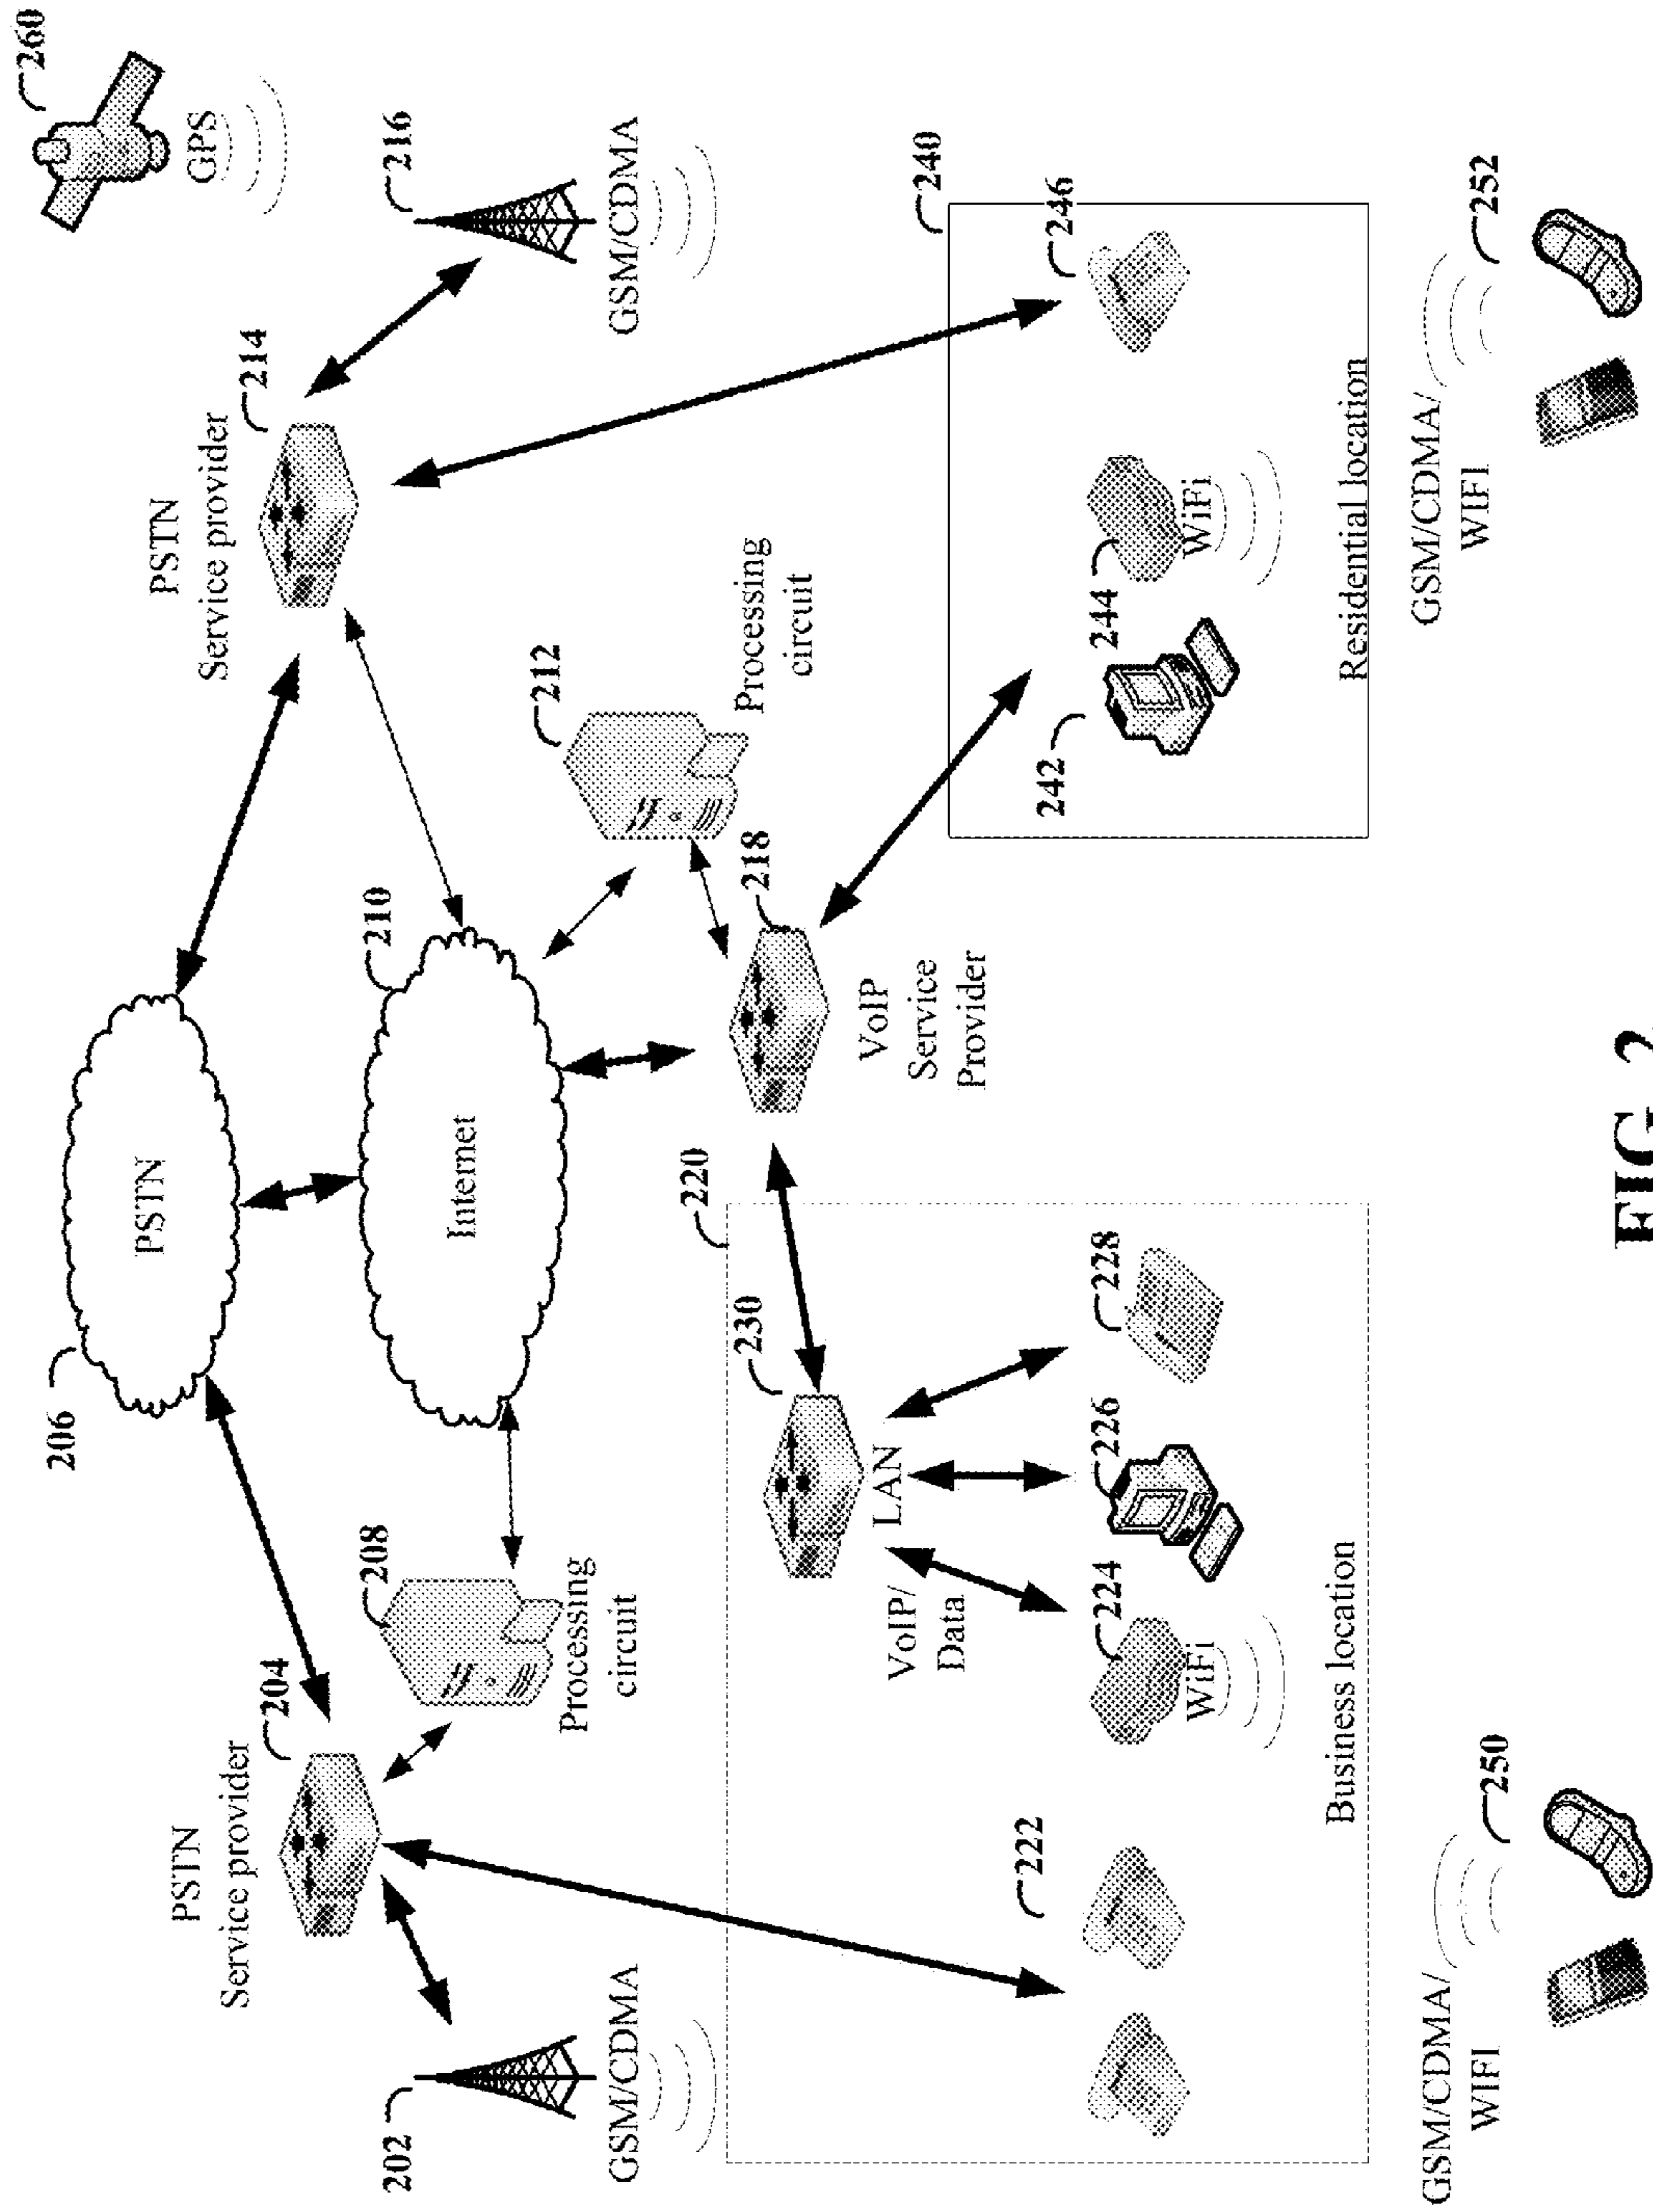 260
GPS
206
PSTN
PSTN
Service provider
214
216
GSM/CDMA
PSTN
Service provider
204
208
Processing
circuit
210
Internet
212
Processing
circuit
202
GSM/CDMA
218
VoIP
Service
Provider
220
230
LAN
VoIP/
Data
222
224
WiFi
226
228
Business location
240
242
244
WiFi
246
Residential location
GSM/CDMA/
WIFI
250
GSM/CDMA/
WIFI
252
FIG 2